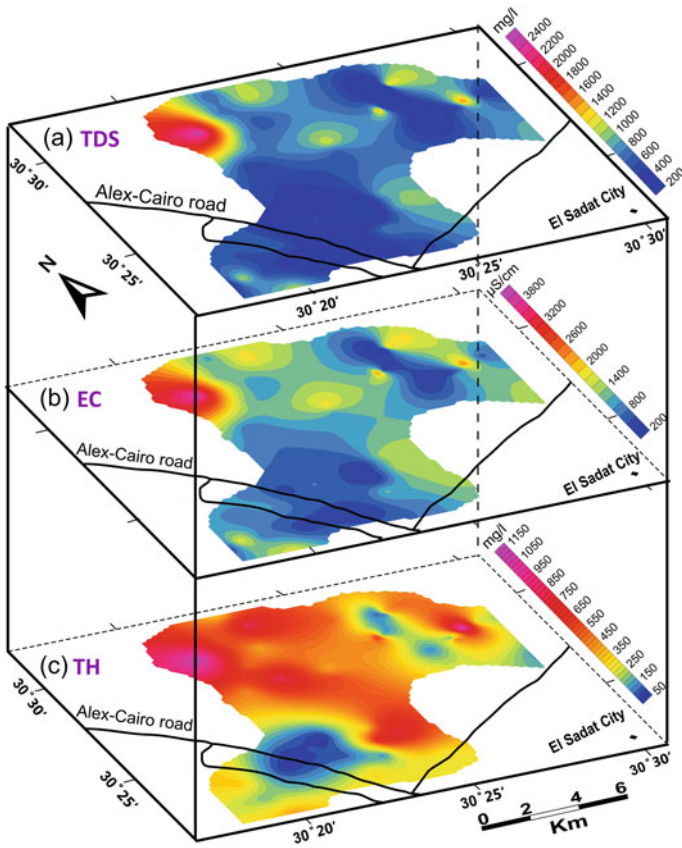 mg/l
2400
2200
2000
1800
1600
1400
1200
1000
800
600
400
200
(a) TDS
30° 30'
Alex-Cairo road
El Sadat City
N
30° 25'
30° 20'
30° 25'
30° 30'
µS/cm
3800
3200
2600
2000
1400
800
200
(b) EC
Alex-Cairo road
El Sadat City
mg/l
1150
1050
950
850
750
650
550
450
350
250
150
50
(c) TH
30° 30'
Alex-Cairo road
El Sadat City
30° 25'
30° 20'
30° 25'
30° 30'
0 2 4 6
Km